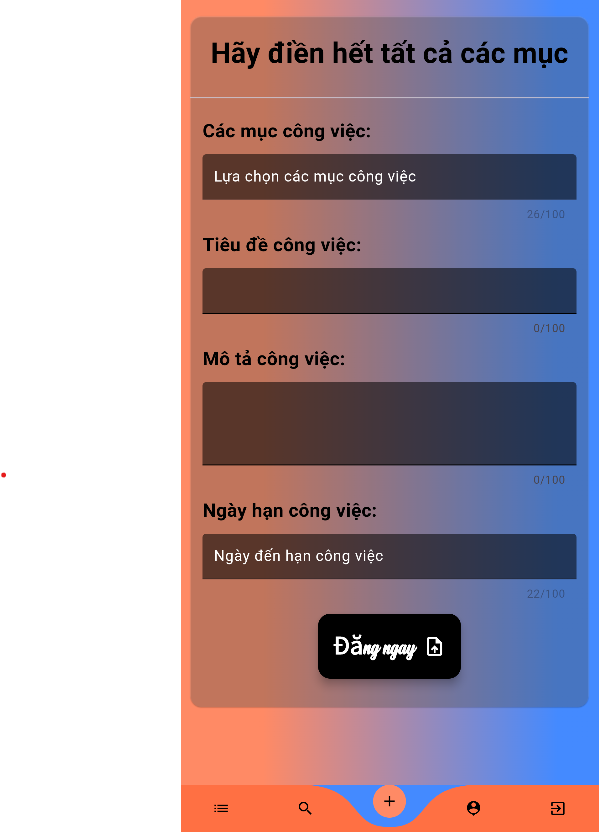 Hãy điền hết tất cả các mục
Các mục công việc:
Lựa chọn các mục công việc
26/100
Tiêu đề công việc:
0/100
Mô tả công việc:
0/100
Ngày hạn công việc:
Ngày đến hạn công việc
22/100
Đăng ngay